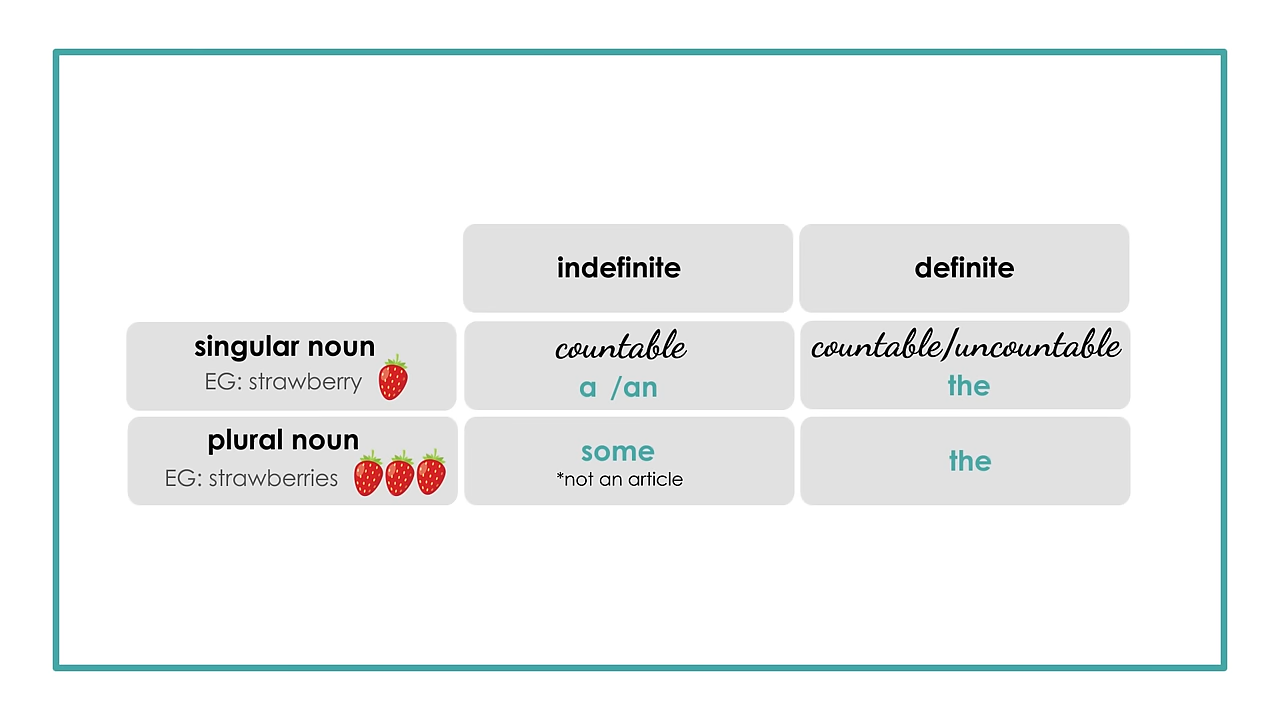 indefinite
definite
singular noun
EG: strawberry
countable
a /an
countable/uncountable
the
plural noun
EG: strawberries
some
*not an article
the